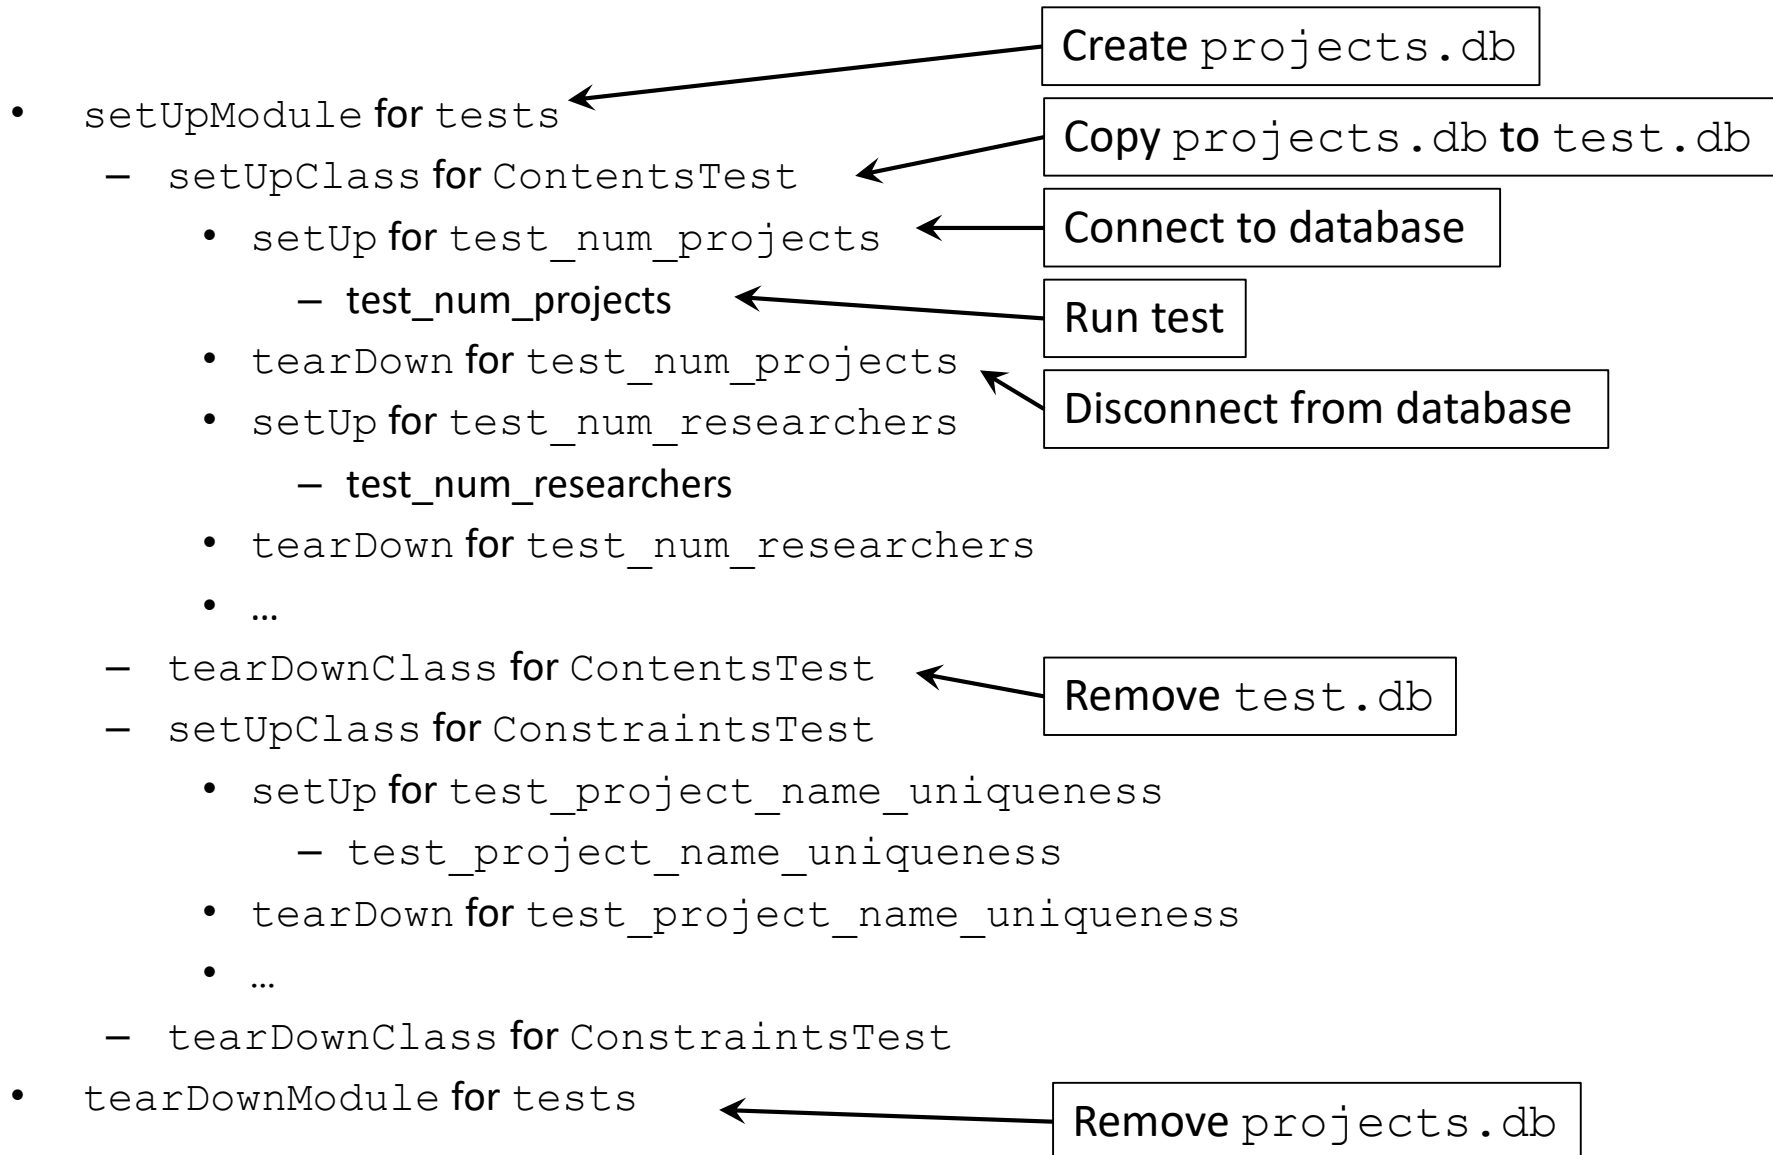 Create projects.db
• setUpModule for tests
Copy projects.db to test.db
– setUpClass for ContentsTest
• setUp for test_num_projects
Connect to database
– test_num_projects
Run test
• tearDown for test_num_projects
Disconnect from database
• setUp for test_num_researchers
– test_num_researchers
• tearDown for test_num_researchers
• …
– tearDownClass for ContentsTest
Remove test.db
– setUpClass for ConstraintsTest
• setUp for test_project_name_uniqueness
– test_project_name_uniqueness
• tearDown for test_project_name_uniqueness
• …
– tearDownClass for ConstraintsTest
• tearDownModule for tests
Remove projects.db